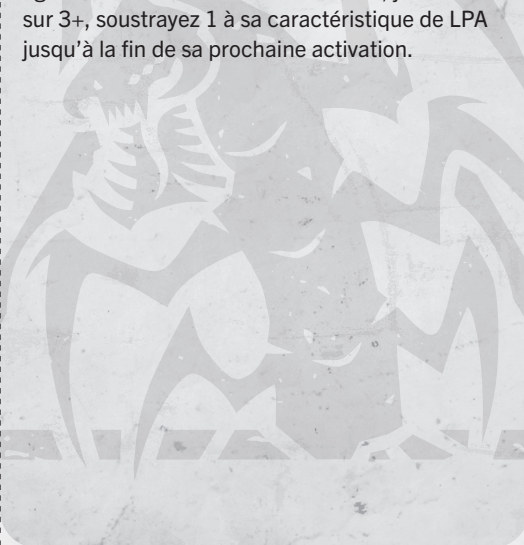 sur 3+, soustrayez 1 à sa caractéristique de LPA
jusqu’à la fin de sa prochaine activation.